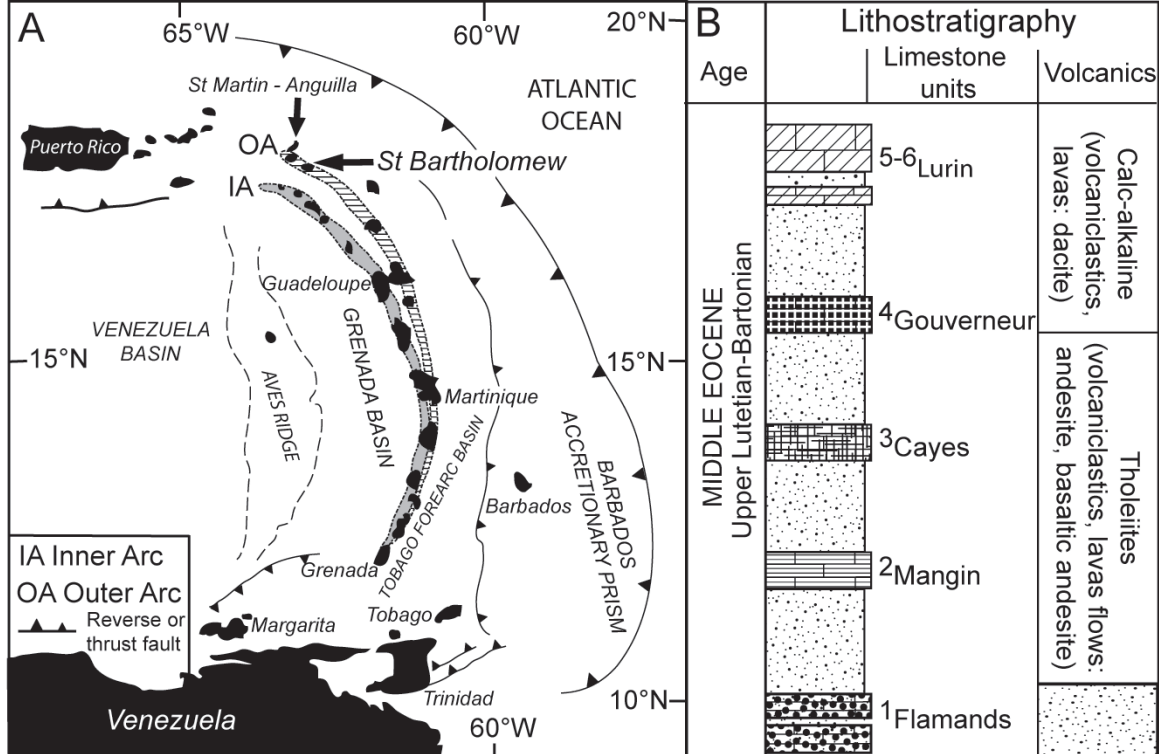 A
65°W
60°W
20°N
St Martin - Anguilla
ATLANTIC
OCEAN
Puerto Rico
OA
St Bartholomew
IA
Guadeloupe
VENEZUELA
BASIN
GRENADA BASIN
15°N
15°N
AVES RIDGE
Martinique
BARBADOS
ACCRETIONARY PRISM
Barbados
TOBAGO FOREARC BASIN
IA Inner Arc
OA Outer Arc
Reverse or
thrust fault
Grenada
Tobago
Margarita
Trinidad
10°N
Venezuela
60°W
B
Lithostratigraphy
Age
Limestone
units
Volcanics
MIDDLE EOCENE
Upper Lutetian-Bartonian
5-6Lurin
4Gouverneur
3Cayes
2Mangin
1Flamands
Calc-alkaline
(volcaniclastics,
lavas: dacite)
Tholeiites
(volcaniclastics, lavas flows:
andesite, basaltic andesite)